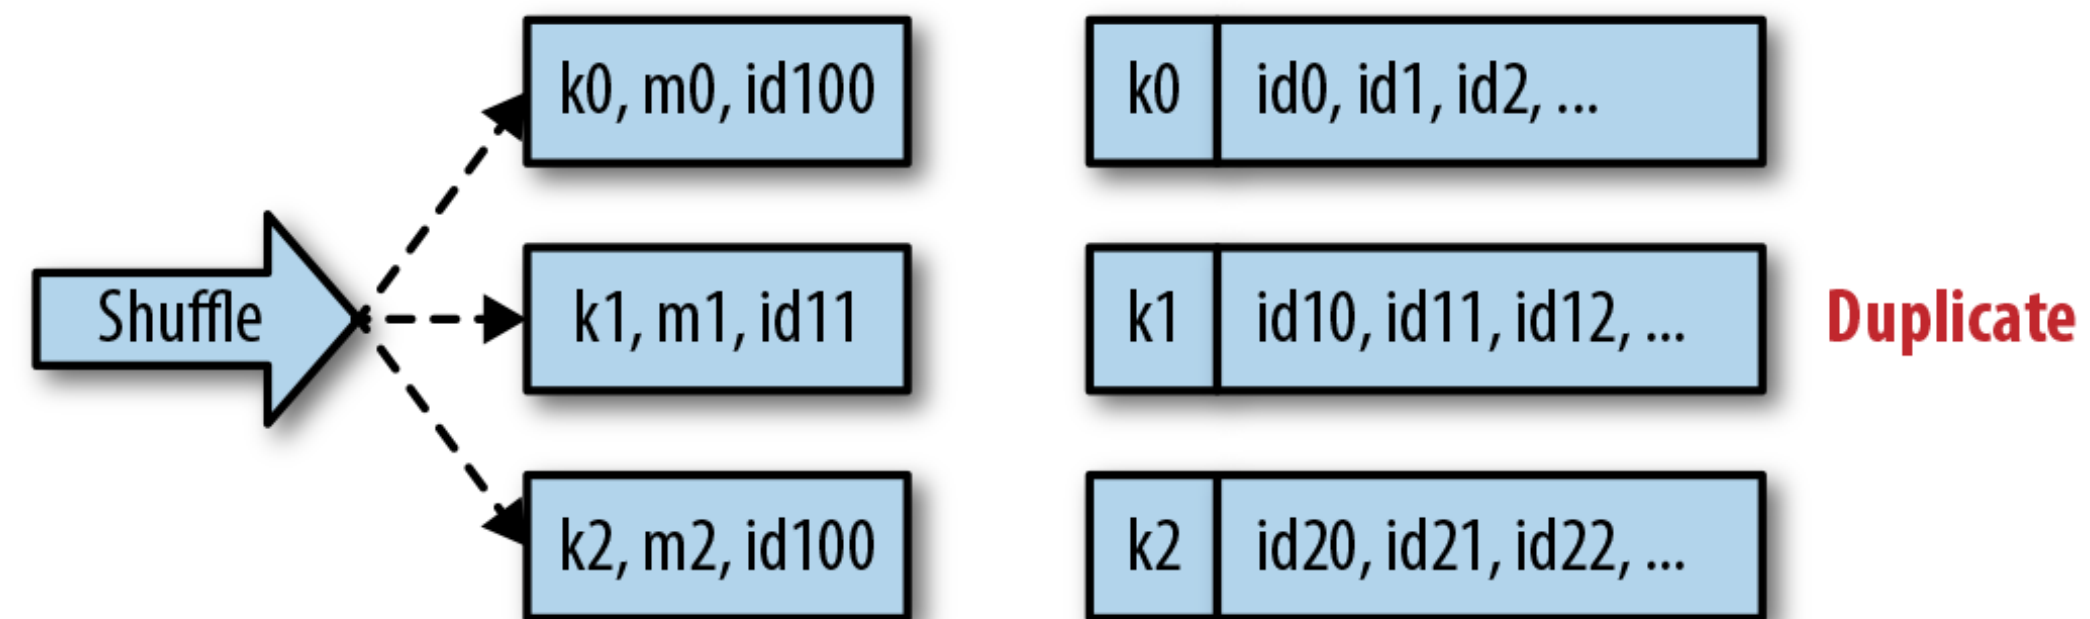 k0, m0, id100
k0
id0, id1, id2, ...
Shuffle
k1, m1, id11
k1
id10, id11, id12, ...
Duplicate
k2, m2, id100
k2
id20, id21, id22, ...